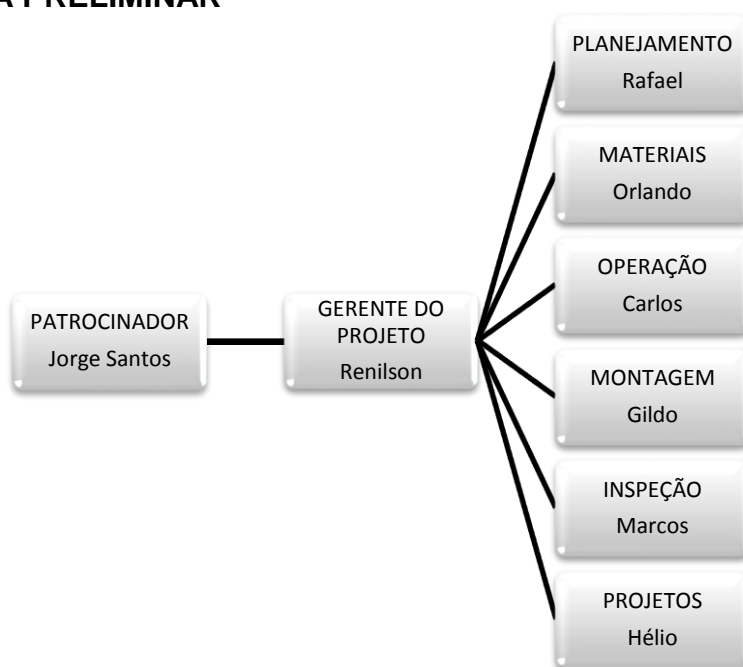 A PRELIMINAR
PLANEJAMENTO
Rafael
MATERIAIS
Orlando
OPERAÇÃO
Carlos
PATROCINADOR
Jorge Santos
GERENTE DO
PROJETO
Renilson
MONTAGEM
Gildo
INSPEÇÃO
Marcos
PROJETOS
Hélio